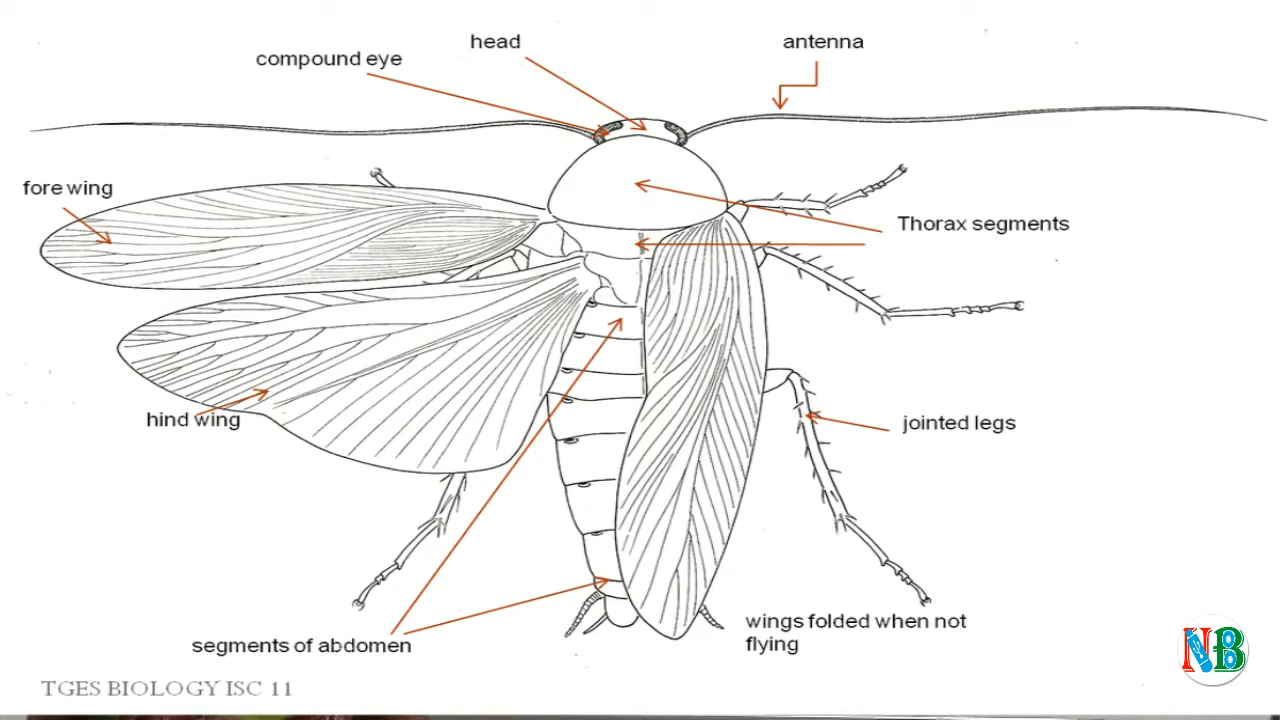 head
antenna
compound eye
fore wing
Thorax segments
hind wing
jointed legs
wings folded when not
flying
segments of abdomen
TGES BIOLOGY ISC 11
NB